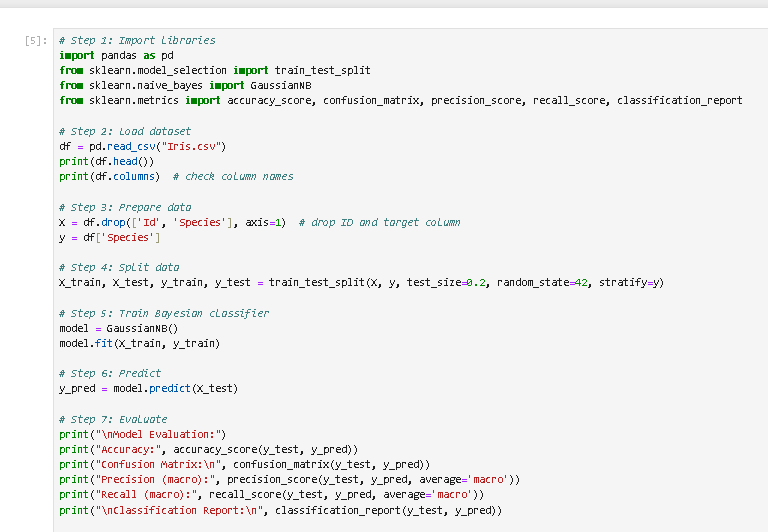 [5]:
# Step 1: Import libraries
import pandas as pd
from sklearn.model_selection import train_test_split
from sklearn.naive_bayes import GaussianNB
from sklearn.metrics import accuracy_score, confusion_matrix, precision_score, recall_score, classification_report
# Step 2: Load dataset
df = pd.read_csv("Iris.csv")
print(df.head())
print(df.columns)  # check column names
# Step 3: Prepare data
X = df.drop(['Id', 'Species'], axis=1)  # drop ID and target column
y = df['Species']
# Step 4: Split data
X_train, X_test, y_train, y_test = train_test_split(X, y, test_size=0.2, random_state=42, stratify=y)
# Step 5: Train Bayesian classifier
model = GaussianNB()
model.fit(X_train, y_train)
# Step 6: Predict
y_pred = model.predict(X_test)
# Step 7: Evaluate
print("\nModel Evaluation:")
print("Accuracy:", accuracy_score(y_test, y_pred))
print("Confusion Matrix:\n", confusion_matrix(y_test, y_pred))
print("Precision (macro):", precision_score(y_test, y_pred, average='macro'))
print("Recall (macro):", recall_score(y_test, y_pred, average='macro'))
print("\nClassification Report:\n", classification_report(y_test, y_pred))